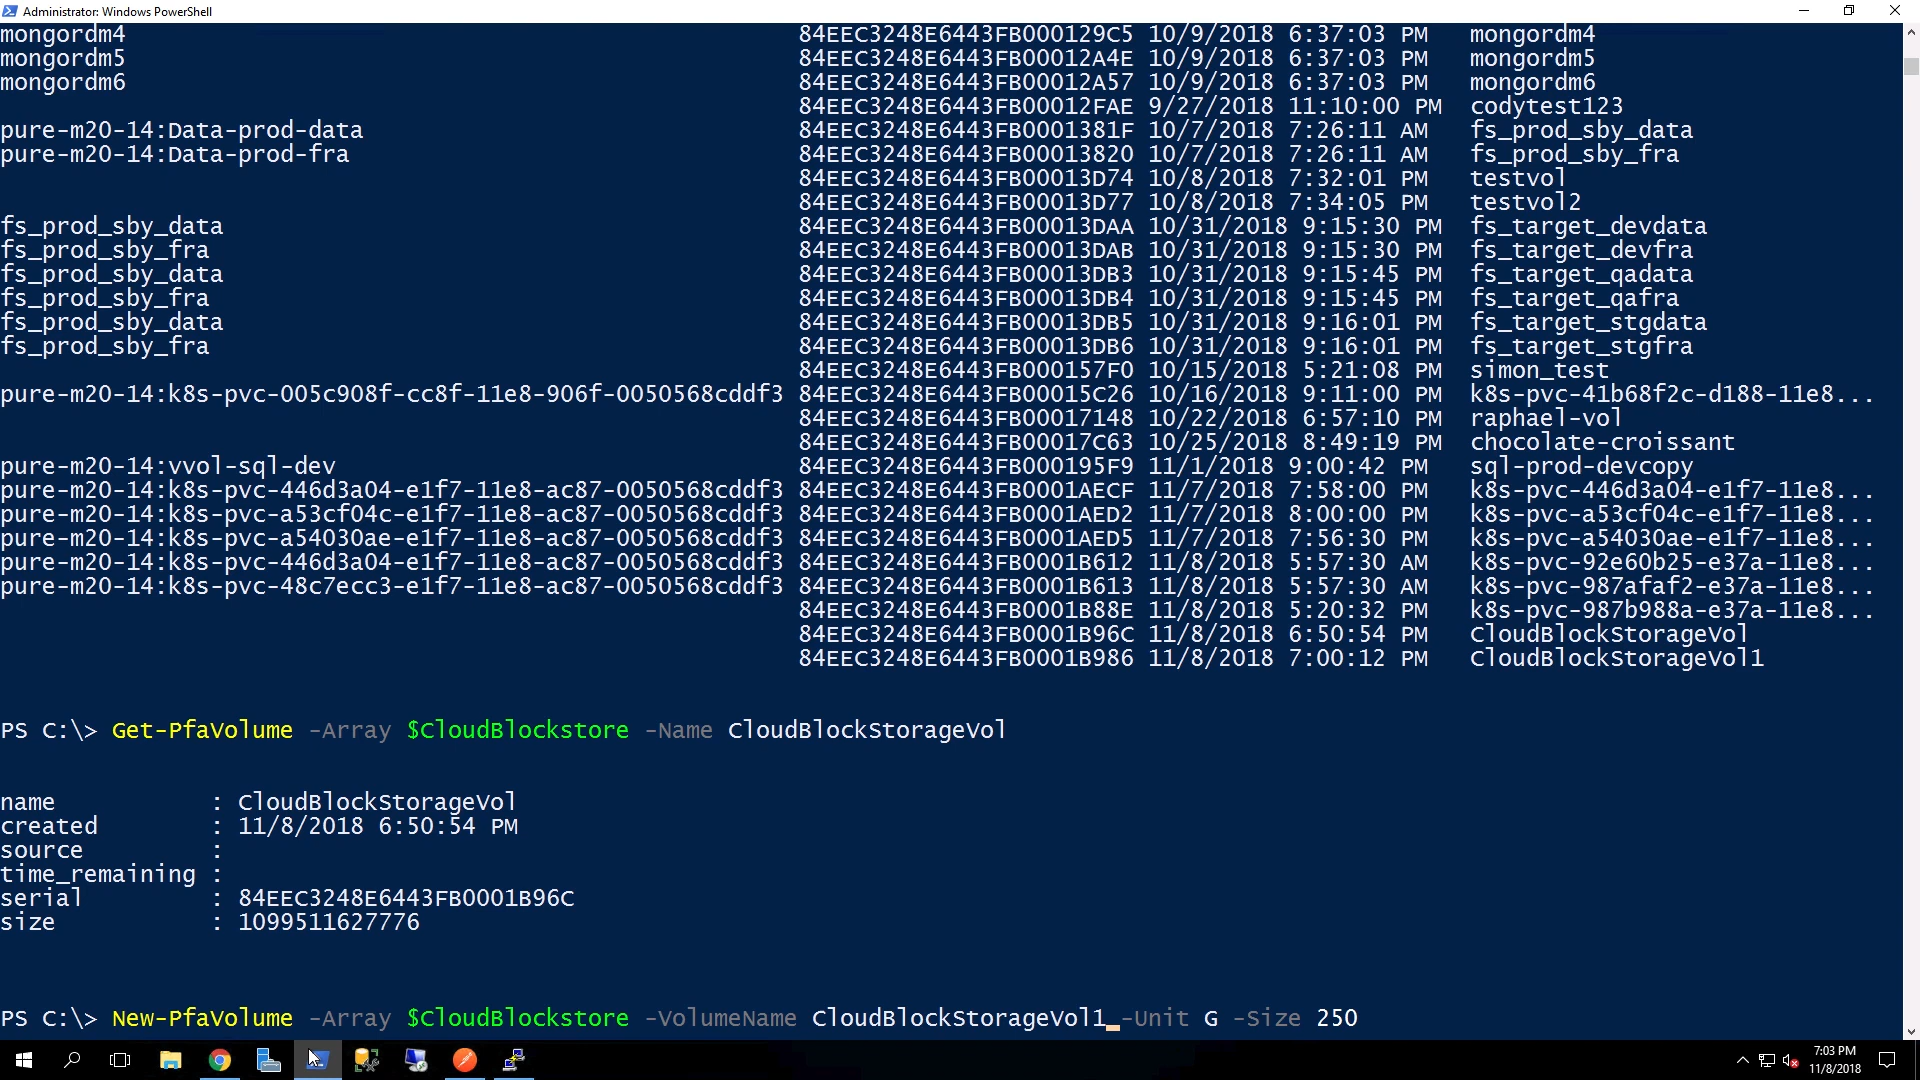 Administrator: Windows PowerShell
mongordm4 84EEC3248E6443FB000129C5 10/9/2018 6:37:03 PM mongordm4
mongordm5 84EEC3248E6443FB00012A4E 10/9/2018 6:37:03 PM mongordm5
mongordm6 84EEC3248E6443FB00012A57 10/9/2018 6:37:03 PM mongordm6
84EEC3248E6443FB00012FAE 9/27/2018 11:10:00 PM codytest123
pure-m20-14:Data-prod-data 84EEC3248E6443FB0001381F 10/7/2018 7:26:11 AM fs_prod_sby_data
pure-m20-14:Data-prod-fra 84EEC3248E6443FB00013820 10/7/2018 7:26:11 AM fs_prod_sby_fra
84EEC3248E6443FB00013D74 10/8/2018 7:32:01 PM testvol
84EEC3248E6443FB00013D77 10/8/2018 7:34:05 PM testvol2
fs_prod_sby_data 84EEC3248E6443FB00013DAA 10/31/2018 9:15:30 PM fs_target_devdata
fs_prod_sby_fra 84EEC3248E6443FB00013DAB 10/31/2018 9:15:30 PM fs_target_devfra
fs_prod_sby_data 84EEC3248E6443FB00013DB3 10/31/2018 9:15:45 PM fs_target_qadata
fs_prod_sby_fra 84EEC3248E6443FB00013DB4 10/31/2018 9:15:45 PM fs_target_qafra
fs_prod_sby_data 84EEC3248E6443FB00013DB5 10/31/2018 9:16:01 PM fs_target_stgdata
fs_prod_sby_fra 84EEC3248E6443FB00013DB6 10/31/2018 9:16:01 PM fs_target_stgfra
84EEC3248E6443FB000157F0 10/15/2018 5:21:08 PM simon_test
pure-m20-14:k8s-pvc-005c908f-cc8f-11e8-906f-0050568cddf3 84EEC3248E6443FB00015C26 10/16/2018 9:11:00 PM k8s-pvc-41b68f2c-d188-11e8...
84EEC3248E6443FB00017148 10/22/2018 6:57:10 PM raphael-vol
84EEC3248E6443FB00017C63 10/25/2018 8:49:19 PM chocolate-croissant
pure-m20-14:vvol-sql-dev 84EEC3248E6443FB000195F9 11/1/2018 9:00:42 PM sql-prod-devcopy
pure-m20-14:k8s-pvc-446d3a04-e1f7-11e8-ac87-0050568cddf3 84EEC3248E6443FB0001AECF 11/7/2018 7:58:00 PM k8s-pvc-446d3a04-e1f7-11e8...
pure-m20-14:k8s-pvc-a53cf04c-e1f7-11e8-ac87-0050568cddf3 84EEC3248E6443FB0001AED2 11/7/2018 8:00:00 PM k8s-pvc-a53cf04c-e1f7-11e8...
pure-m20-14:k8s-pvc-a54030ae-e1f7-11e8-ac87-0050568cddf3 84EEC3248E6443FB0001AED5 11/7/2018 7:56:30 PM k8s-pvc-a54030ae-e1f7-11e8...
pure-m20-14:k8s-pvc-446d3a04-e1f7-11e8-ac87-0050568cddf3 84EEC3248E6443FB0001B612 11/8/2018 5:57:30 AM k8s-pvc-92e60b25-e37a-11e8...
pure-m20-14:k8s-pvc-48c7ecc3-e1f7-11e8-ac87-0050568cddf3 84EEC3248E6443FB0001B613 11/8/2018 5:57:30 AM k8s-pvc-987afaf2-e37a-11e8...
84EEC3248E6443FB0001B88E 11/8/2018 5:20:32 PM k8s-pvc-987b988a-e37a-11e8...
84EEC3248E6443FB0001B96C 11/8/2018 6:50:54 PM CloudBlockStorageVol
84EEC3248E6443FB0001B986 11/8/2018 7:00:12 PM CloudBlockStorageVol1
PS C:\> Get-PfaVolume -Array $CloudBlockstore -Name CloudBlockStorageVol
name : CloudBlockStorageVol
created : 11/8/2018 6:50:54 PM
source :
time_remaining :
serial : 84EEC3248E6443FB0001B96C
size : 1099511627776
PS C:\> New-PfaVolume -Array $CloudBlockstore -VolumeName CloudBlockStorageVol1 -Unit G -Size 250
7:03 PM
11/8/2018